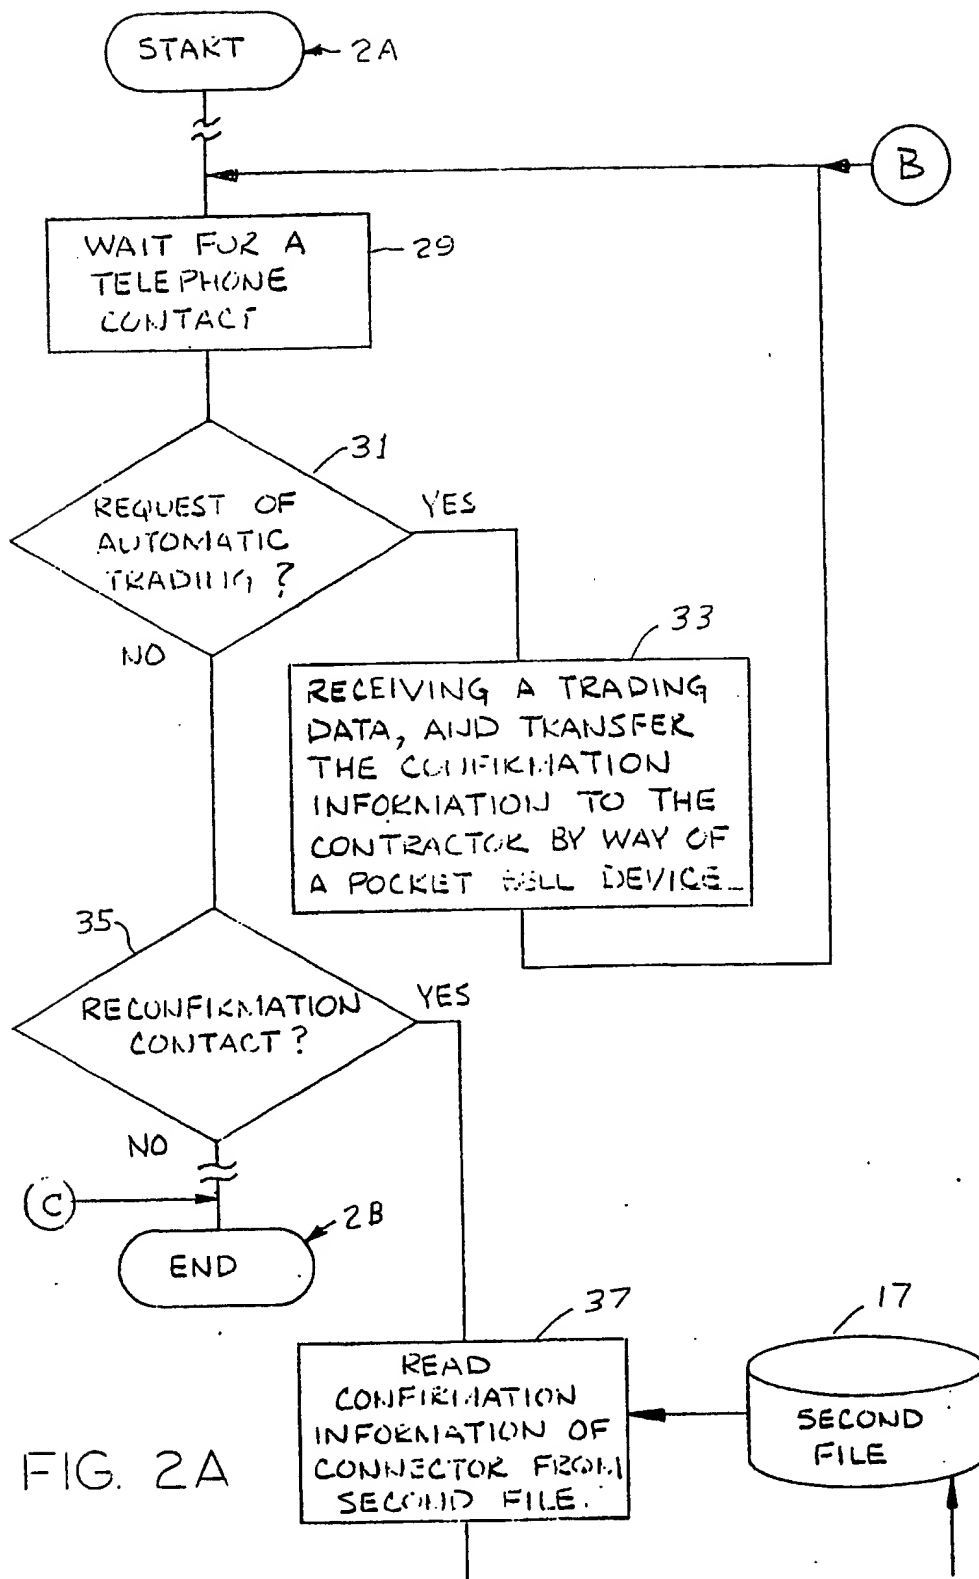 START
2A
B
WAIT FOR A
TELEPHONE
CONTACT
29
31
REQUEST OF
AUTOMATIC
TRADING?
YES
NO
33
RECEIVING A TRADING
DATA, AND TRANSFER
THE CONFIRMATION
INFORMATION TO THE
CONTRACTOR BY WAY OF
A POCKET BELL DEVICE.
35
RECONFIRMATION
CONTACT?
YES
NO
C
2B
END
37
17
READ
CONFIRMATION
INFORMATION OF
CONNECTOR FROM
SECOND FILE.
SECOND
FILE
FIG. 2A